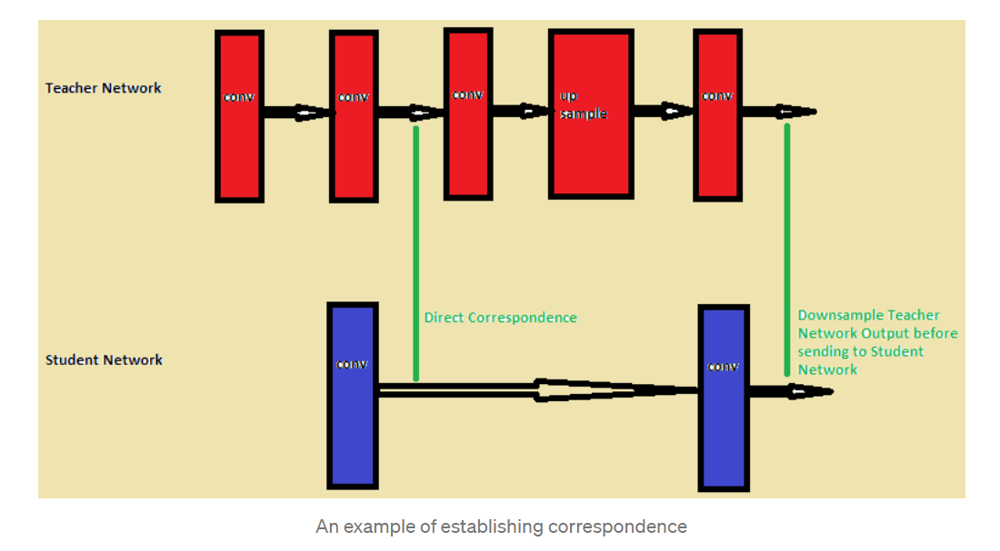 Teacher Network
conv
conv
conv
up
sample
conv
Direct Correspondence
Downsample Teacher
Network Output before
sending to Student
Network
Student Network
conv
conv
An example of establishing correspondence